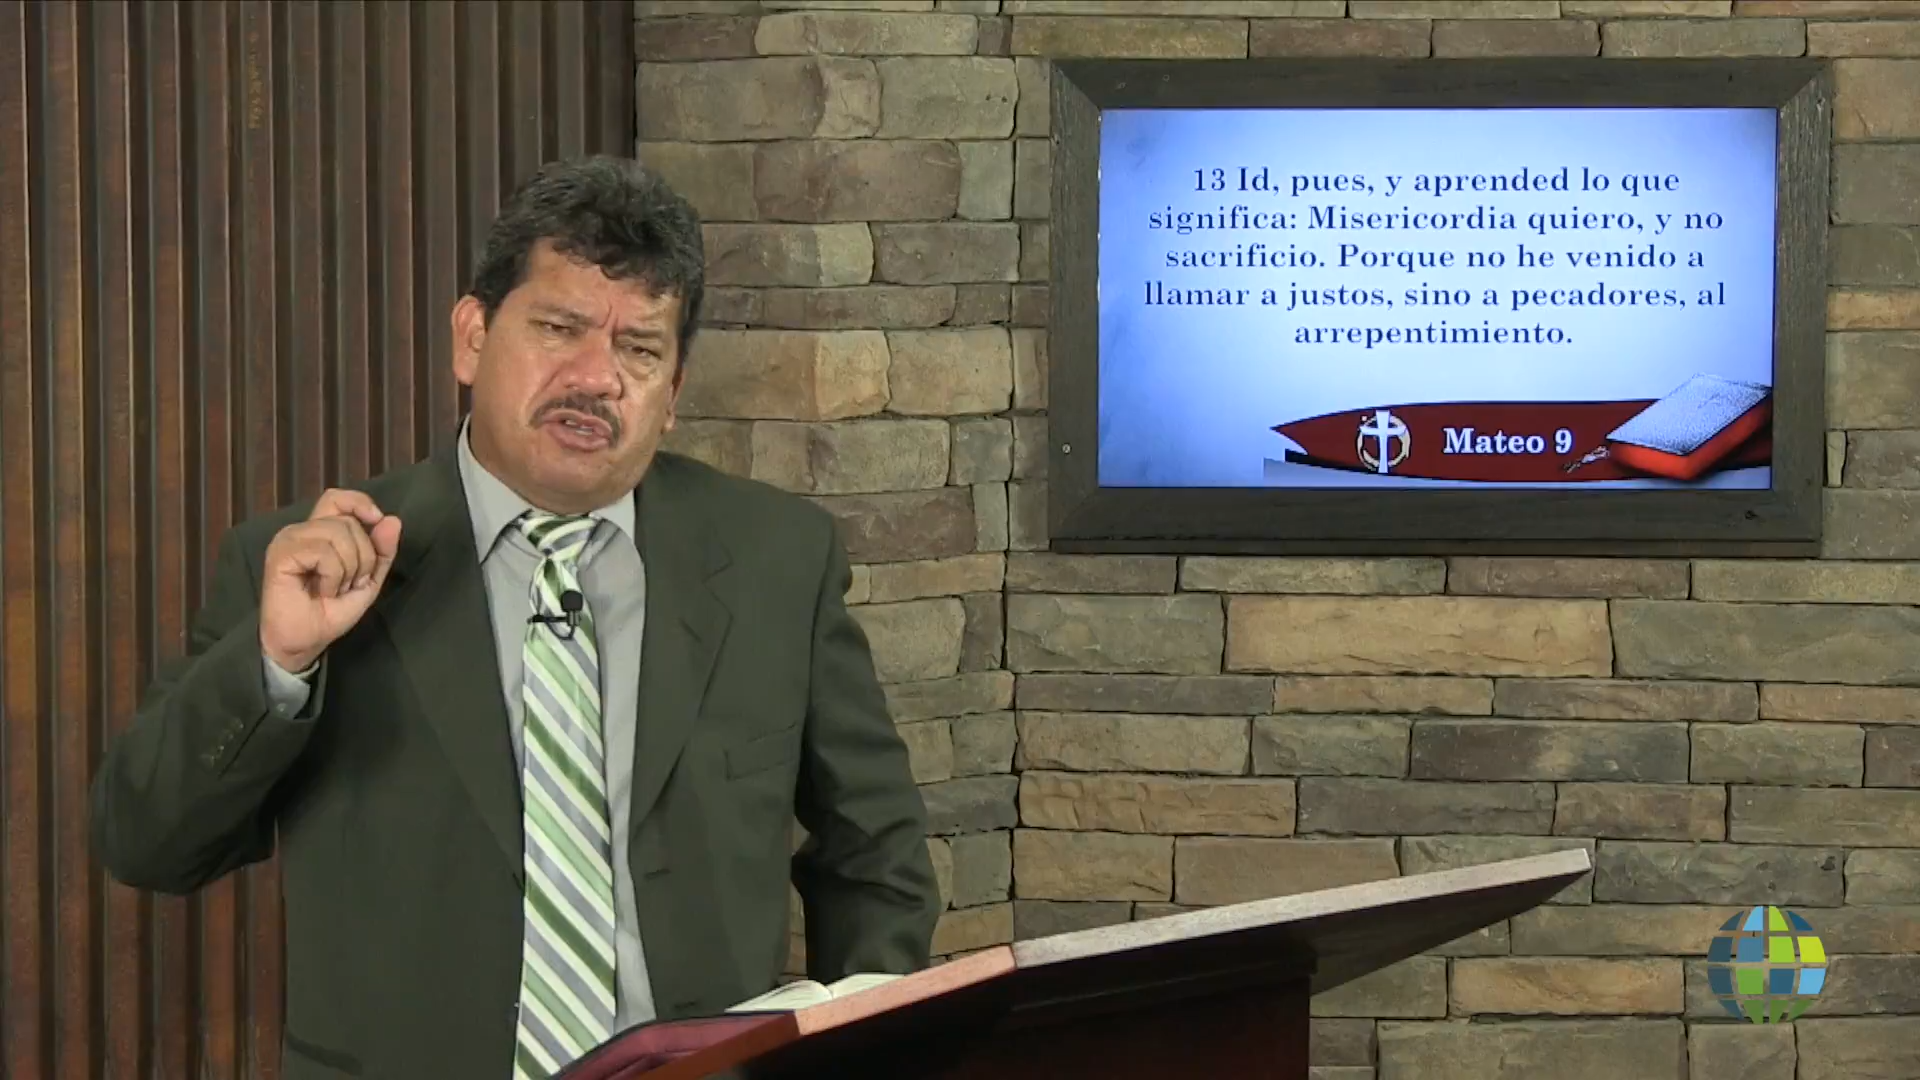 13 Id, pues, y aprended lo que
significa: Misericordia quiero, y no
sacrificio. Porque no he venido a
llamar a justos, sino a pecadores, al
arrepentimiento.
Mateo 9